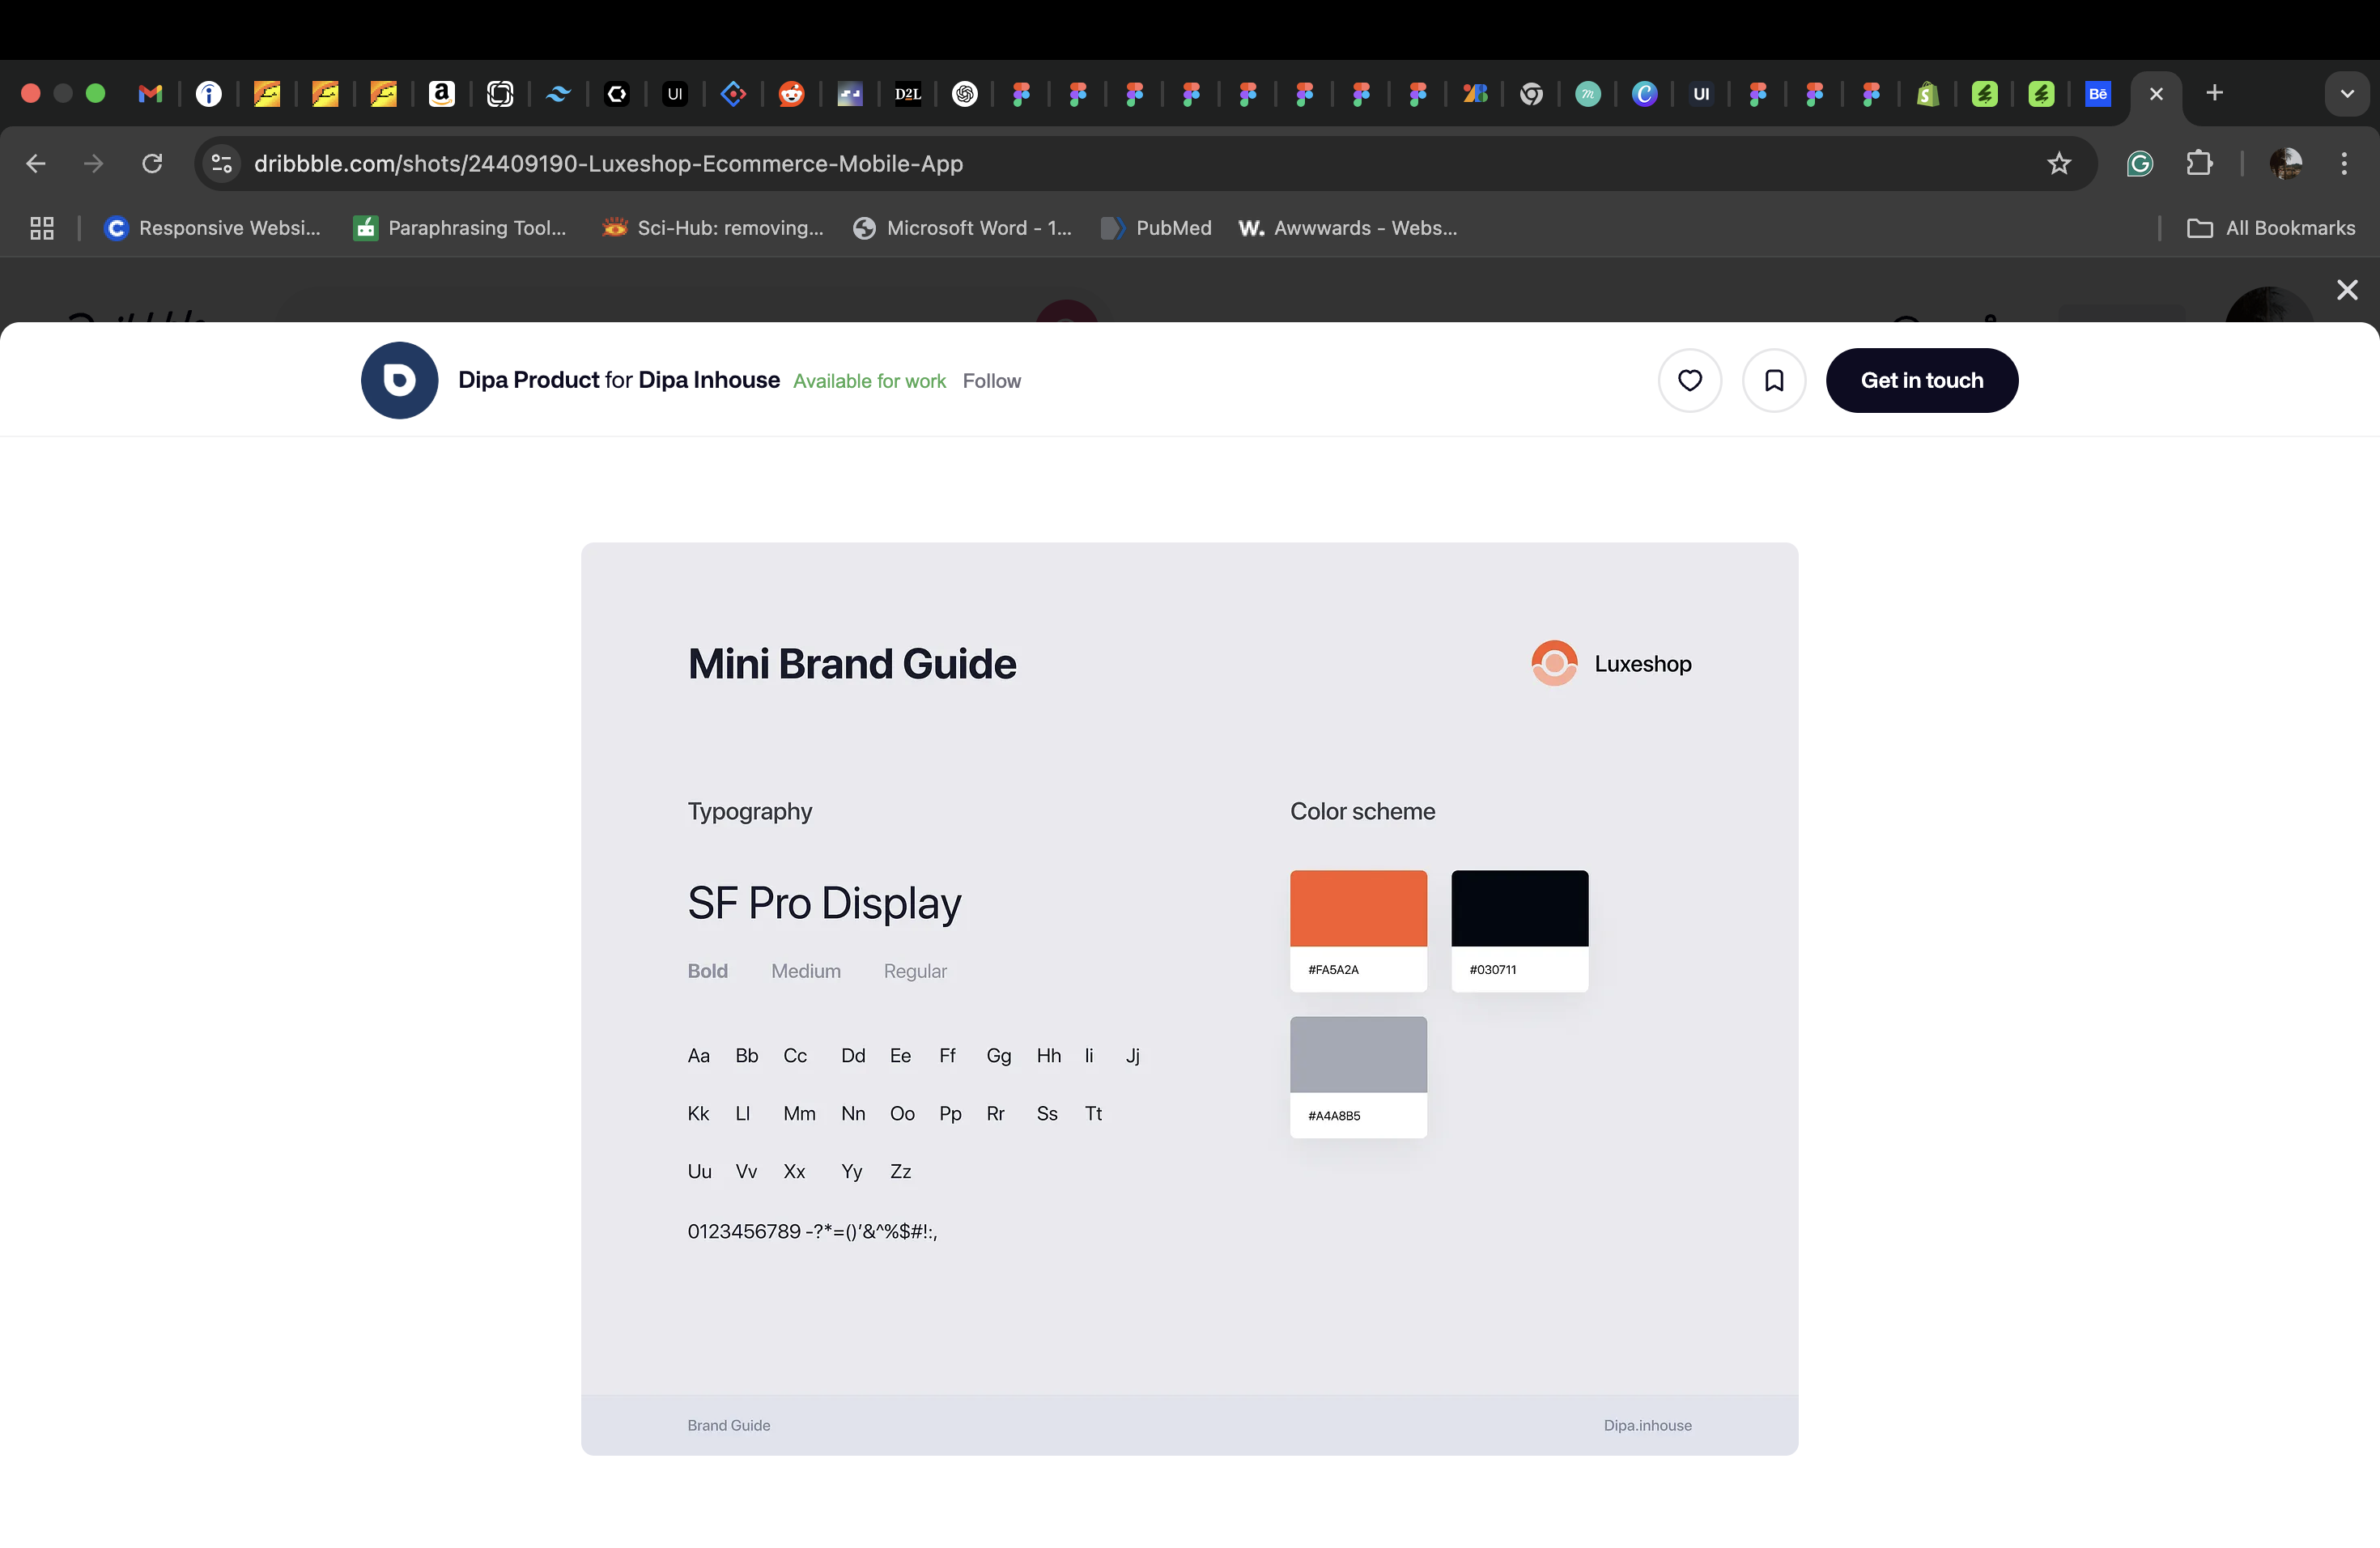 UI
D2L
UI
Bē
dribbble.com/shots/24409190-Luxeshop-Ecommerce-Mobile-App
Responsive Websi...
Paraphrasing Tool...
Sci-Hub: removing...
Microsoft Word - 1...
PubMed
W. Awwwards - Webs...
All Bookmarks
Dipa Product for Dipa Inhouse Available for work Follow
Get in touch
Mini Brand Guide
Luxeshop
Typography
Color scheme
SF Pro Display
Bold Medium Regular
#FA5A2A
#030711
Aa Bb Cc Dd Ee Ff Gg Hh Ii Jj
Kk Ll Mm Nn Oo Pp Rr Ss Tt
#A4A8B5
Uu Vv Xx Yy Zz
0123456789 -?*=()’&^%$#!:,
Brand Guide
Dipa.inhouse